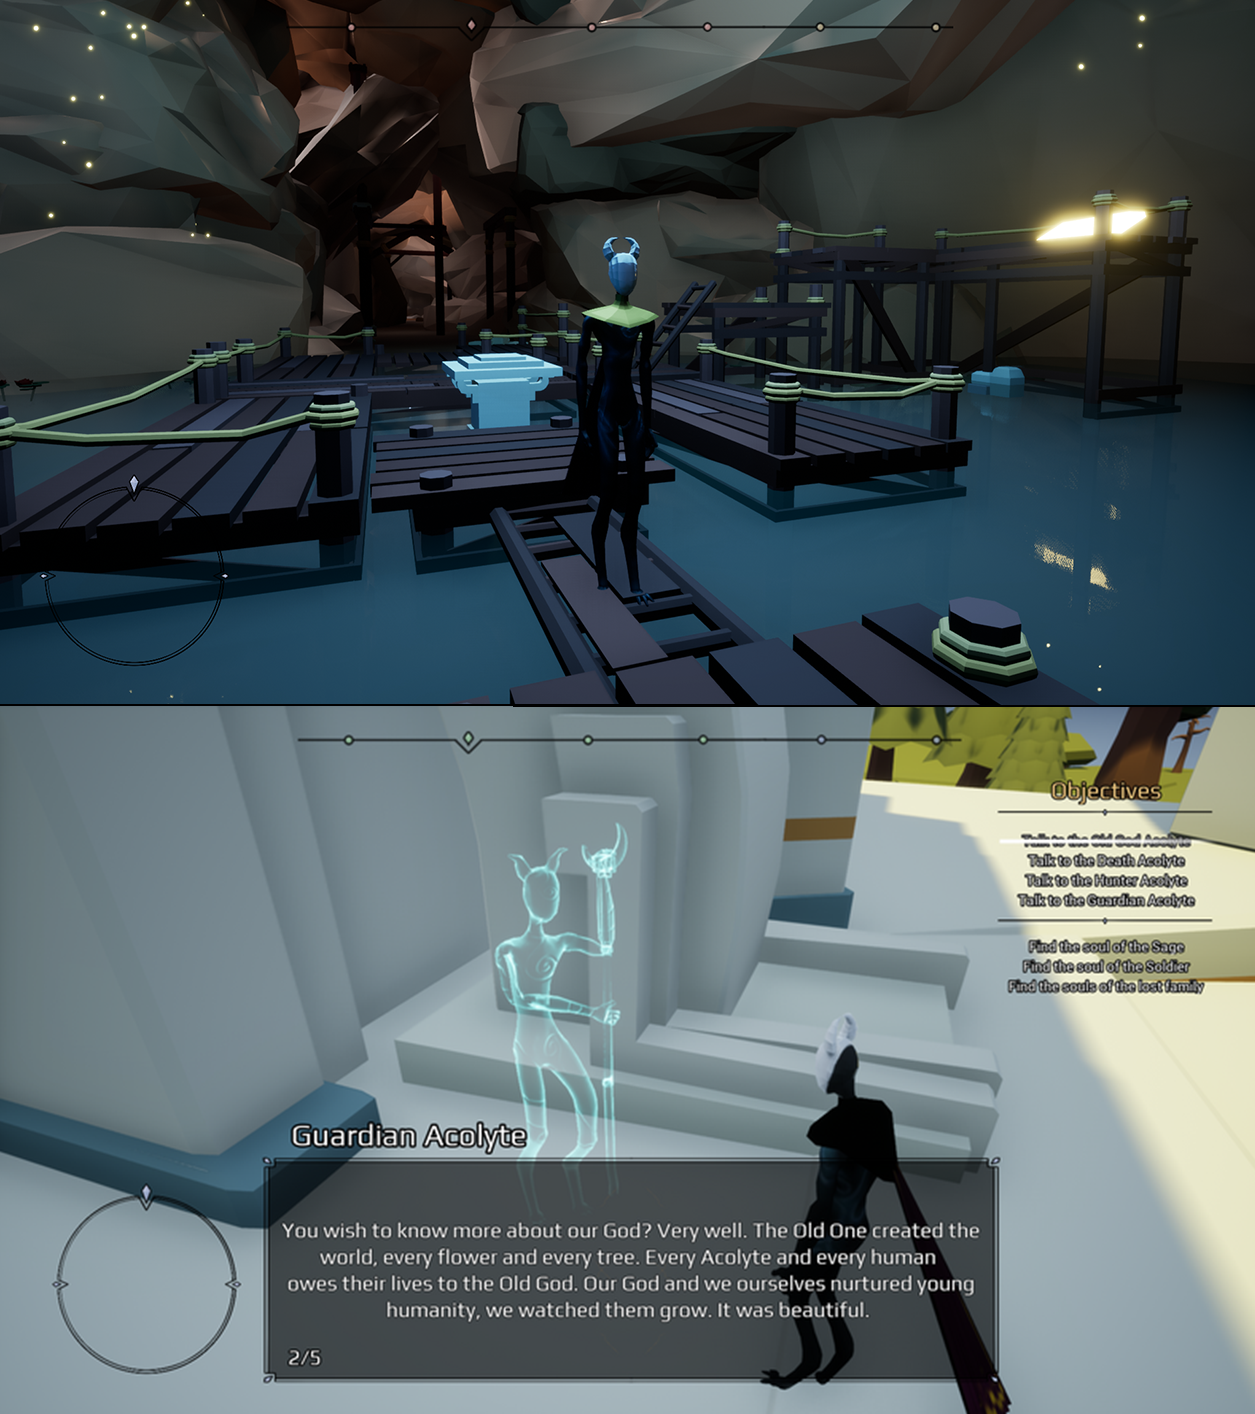 Objectives
Talk to the Old God Acolyte
Talk to the Death Acolyte
Talk to the Hunter Acolyte
Talk to the Guardian Acolyte
Find the soul of the Sage
Find the soul of the Soldier
Find the souls of the lost family
Guardian Acolyte
You wish to know more about our God? Very well. The Old One created the
world, every flower and every tree. Every Acolyte and every human
owes their lives to the Old God. Our God and we ourselves nurtured young
humanity, we watched them grow. It was beautiful.
2/5